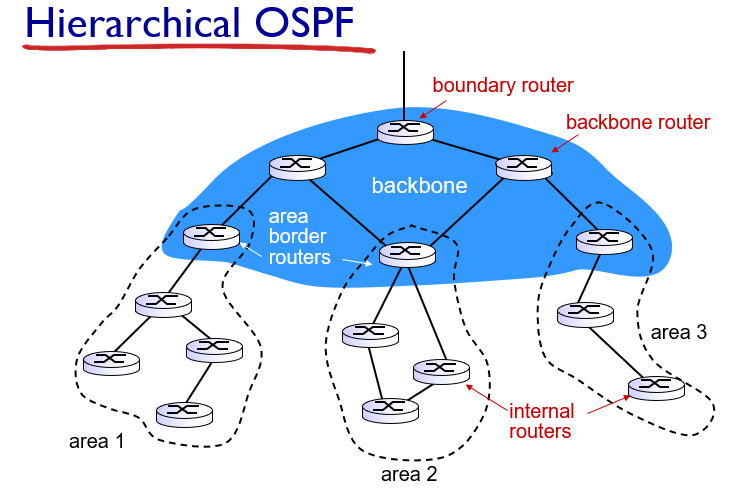 Hierarchical OSPF
boundary router
backbone router
backbone
area
border
routers
area 3
internal
routers
area 1
area 2